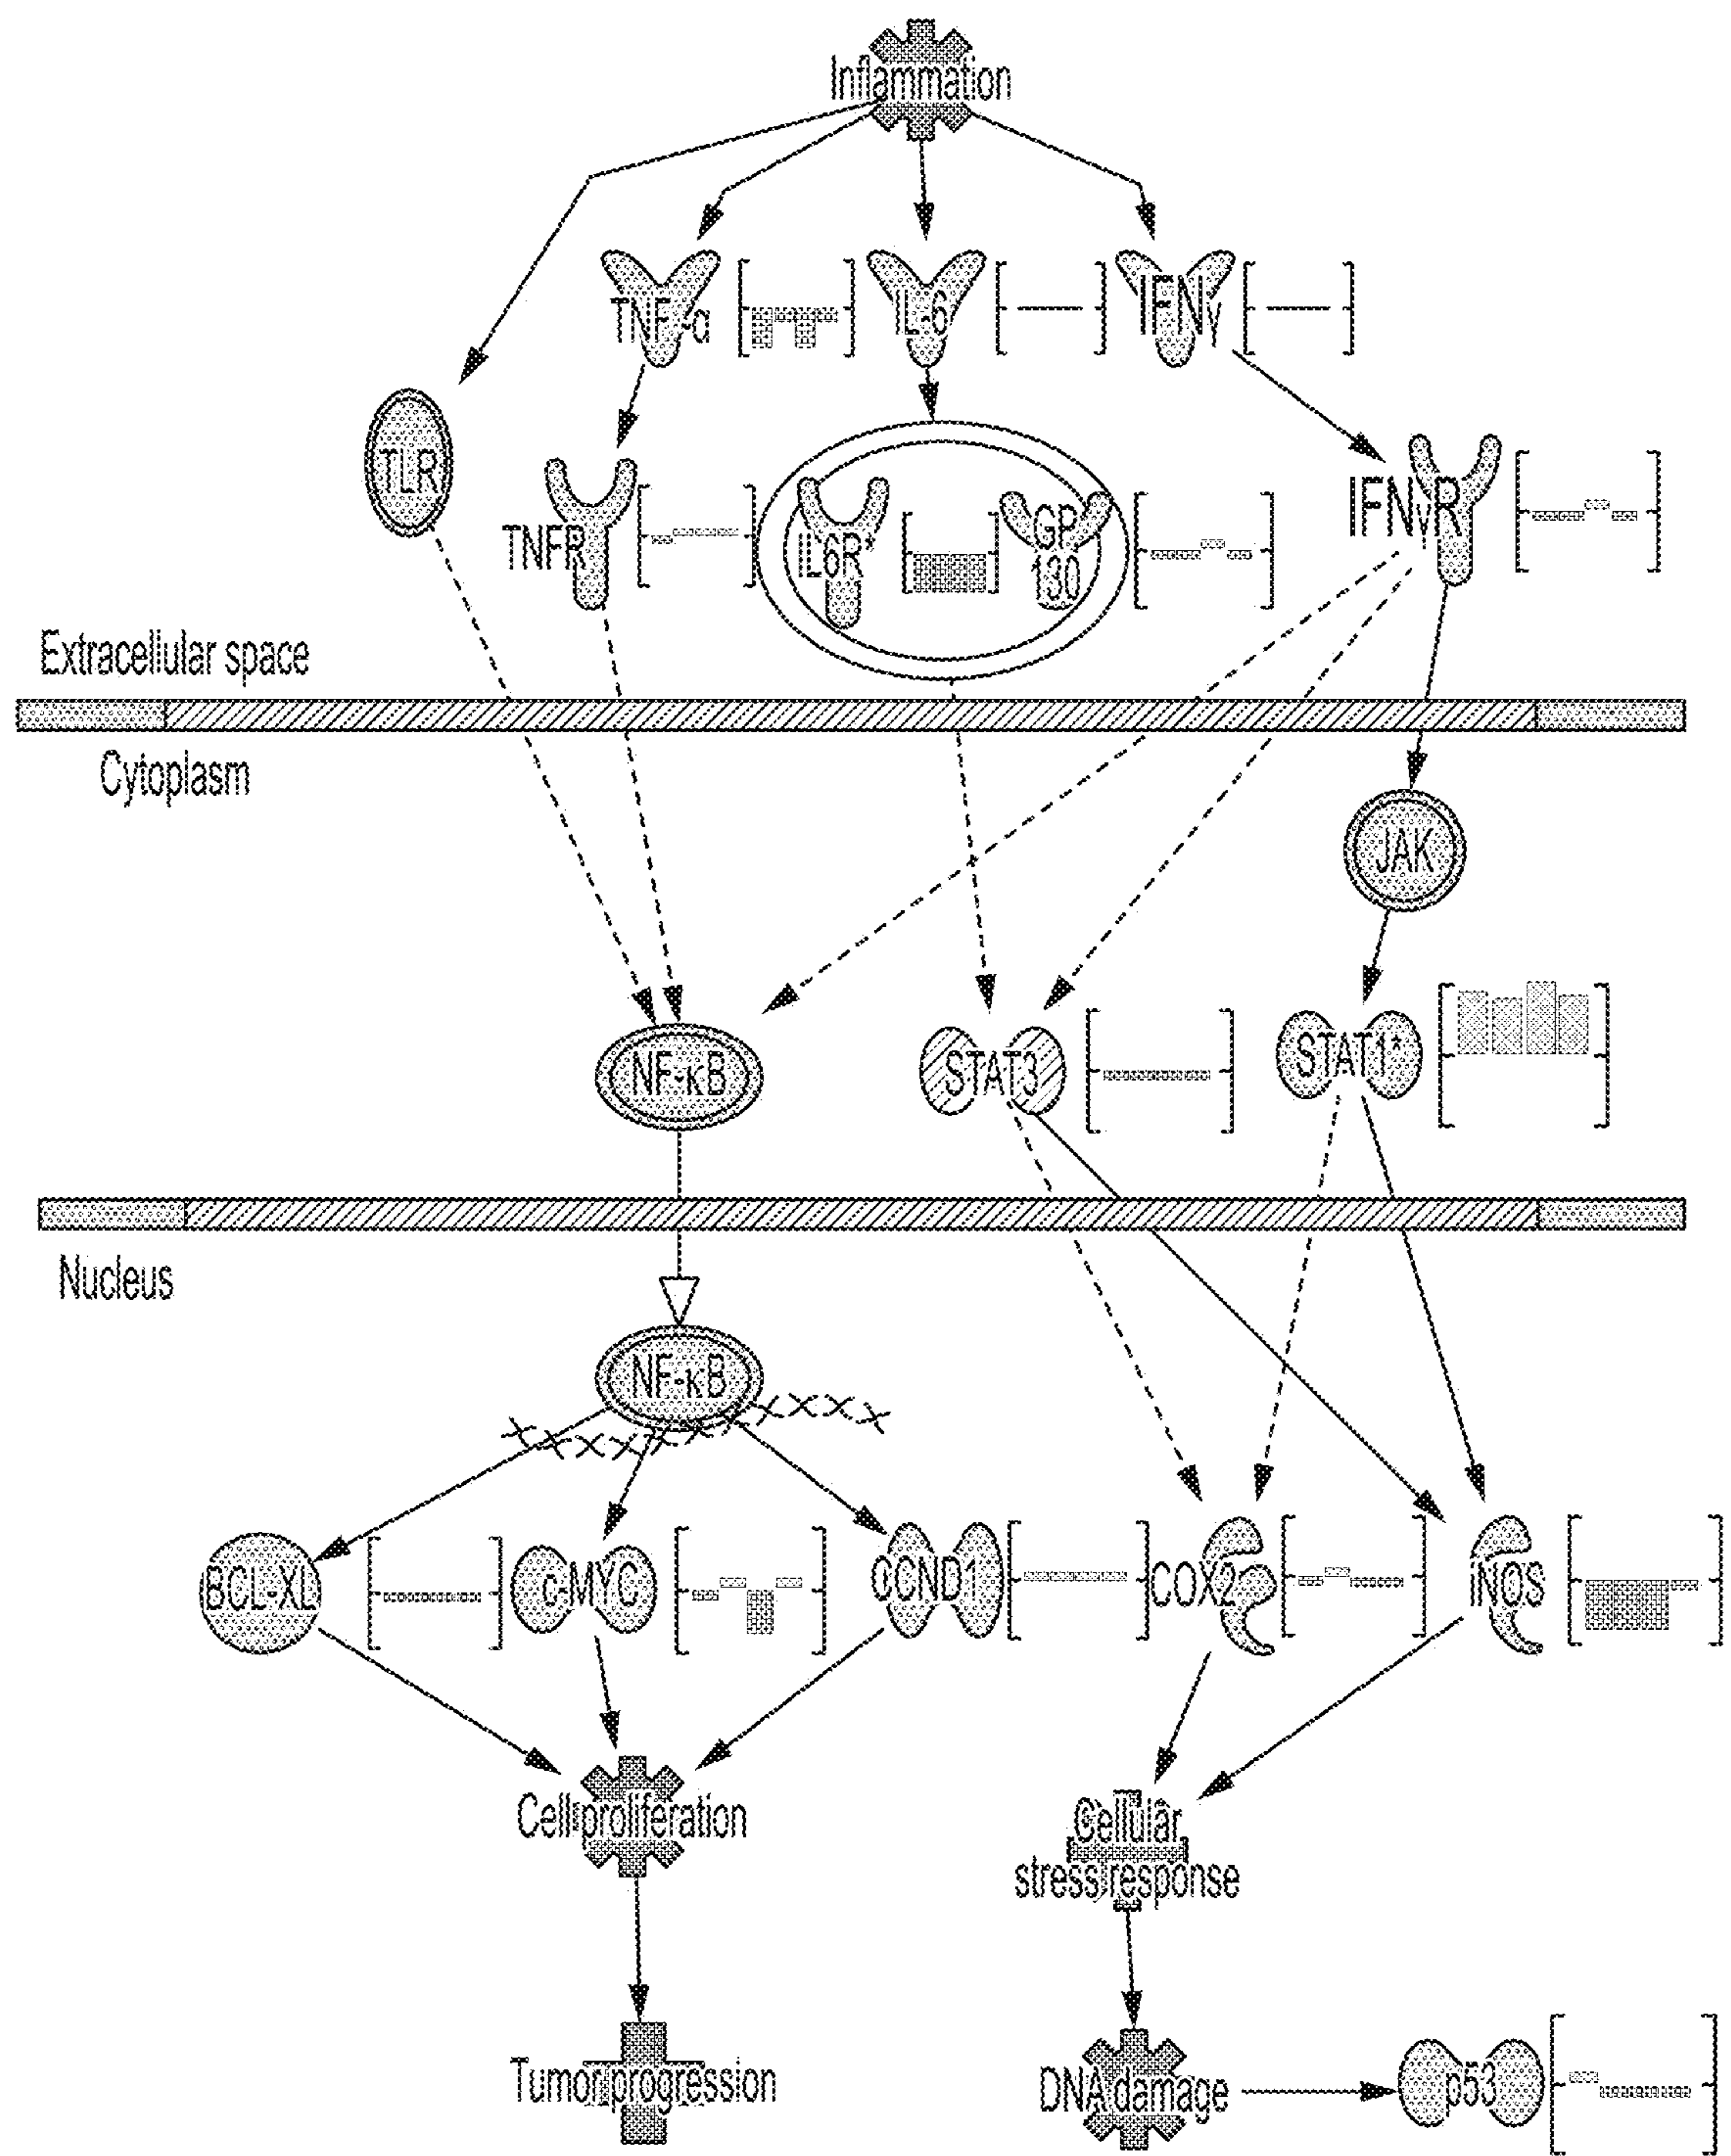 Inflammation
TNF-α
IL-6
IFNγ
TLR
TNFR
IL6R*
GP
130
IFNγR
Extracellular space
Cytoplasm
JAK
NF-κB
STAT3
STAT1*
Nucleus
NF-κB
BCL-XL
c-MYC
CCND1
COX2
iNOS
Cell proliferation
Cellular
stress response
Tumor progression
DNA damage
p53